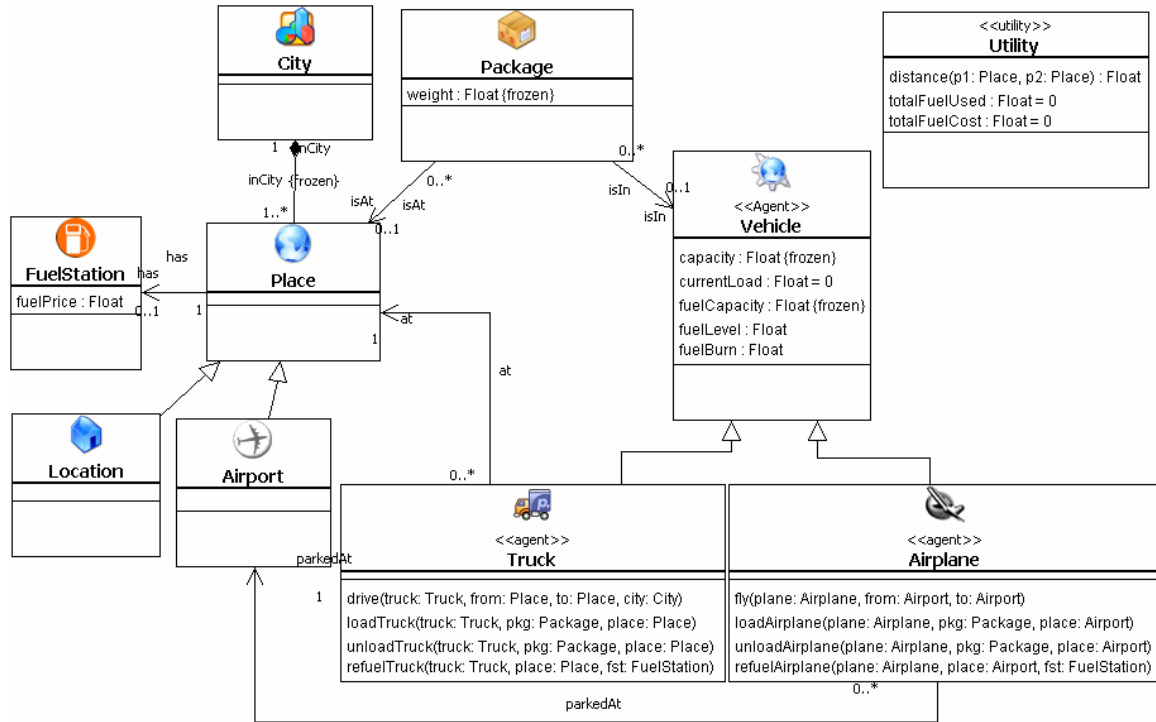 City
Package
weight : Float {frozen}
<<utility>>
Utility
distance(p1: Place, p2: Place) : Float
totalFuelUsed : Float = 0
totalFuelCost : Float = 0
1
inCity
inCity {frozen}
1..*
0..*
isAt
isAt
0..1
0..*
isIn
0..1
isIn
<<Agent>>
Vehicle
capacity : Float {frozen}
currentLoad : Float = 0
fuelCapacity : Float {frozen}
fuelLevel : Float
fuelBurn : Float
FuelStation
fuelPrice : Float
has
has
0..1
1
Place
at
1
at
0..*
Location
Airport
parkedAt
1
<<agent>>
Truck
drive(truck: Truck, from: Place, to: Place, city: City)
loadTruck(truck: Truck, pkg: Package, place: Place)
unloadTruck(truck: Truck, pkg: Package, place: Place)
refuelTruck(truck: Truck, place: Place, fst: FuelStation)
<<agent>>
Airplane
fly(plane: Airplane, from: Airport, to: Airport)
loadAirplane(plane: Airplane, pkg: Package, place: Airport)
unloadAirplane(plane: Airplane, pkg: Package, place: Airport)
refuelAirplane(plane: Airplane, place: Airport, fst: FuelStation)
0..*
parkedAt